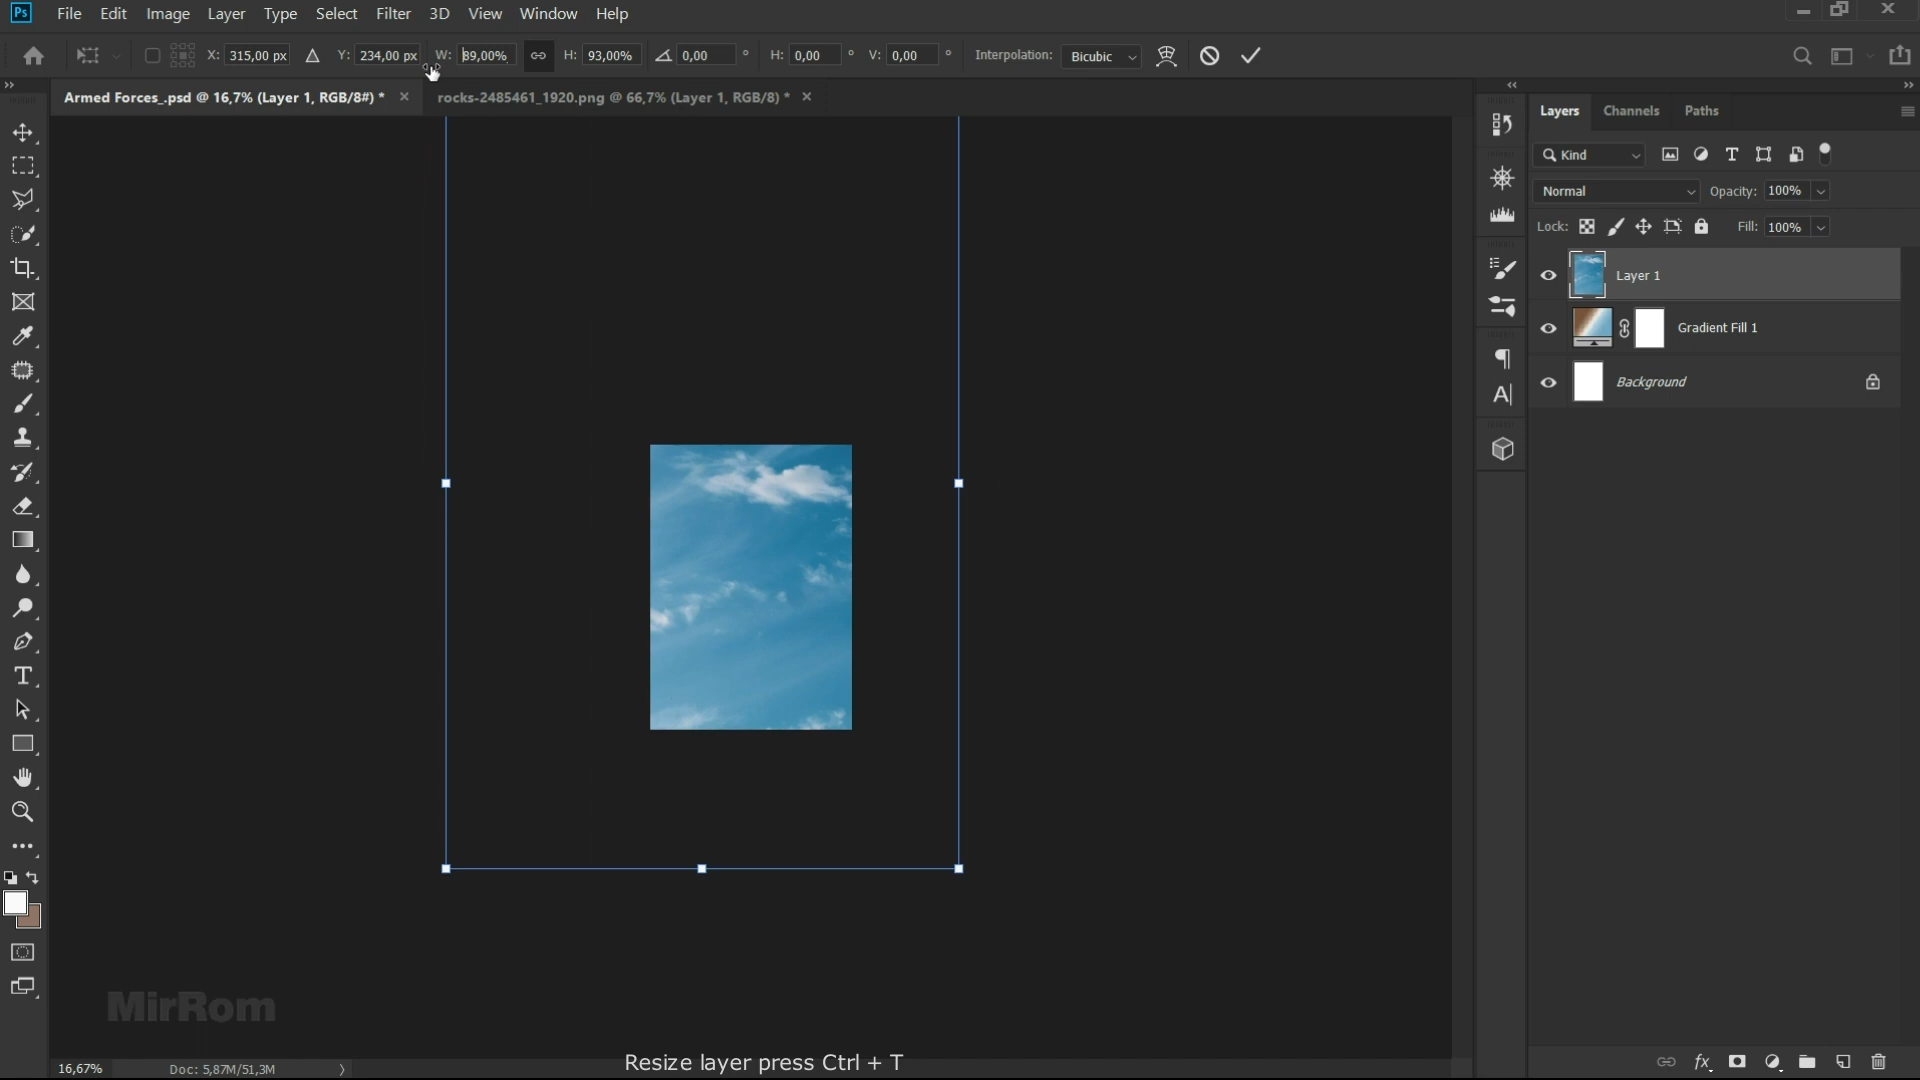 Ps File Edit Image Layer Type Select Filter 3D View Window Help
X: 315,00 px Y: 234,00 px W: 89,00% H: 93,00% 0,00 ° H: 0,00 ° V: 0,00 ° Interpolation: Bicubic
Armed Forces_.psd @ 16,7% (Layer 1, RGB/8#) * × rocks-2485461_1920.png @ 66,7% (Layer 1, RGB/8) * ×
Layers Channels Paths
Kind
Normal Opacity: 100%
Lock: Fill: 100%
Layer 1
Gradient Fill 1
Background
MirRom
Resize layer press Ctrl + T
16,67% Doc: 5,87M/51,3M
fx